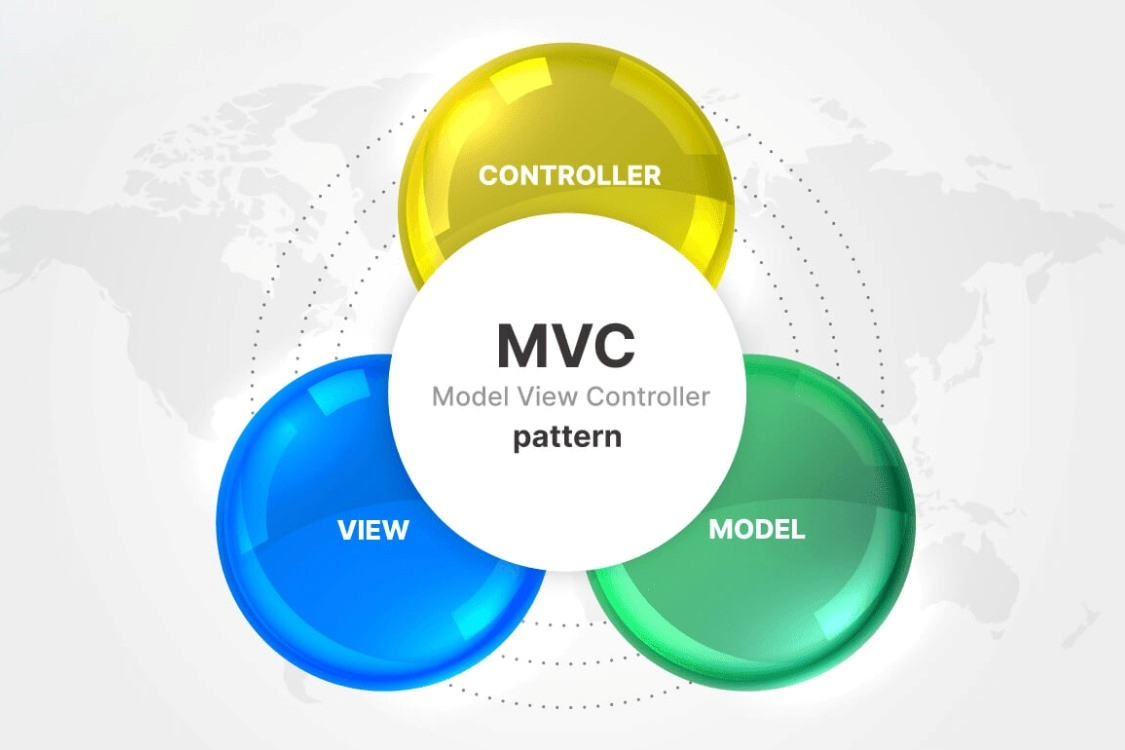 CONTROLLER
MVC
Model View Controller
pattern
VIEW
MODEL